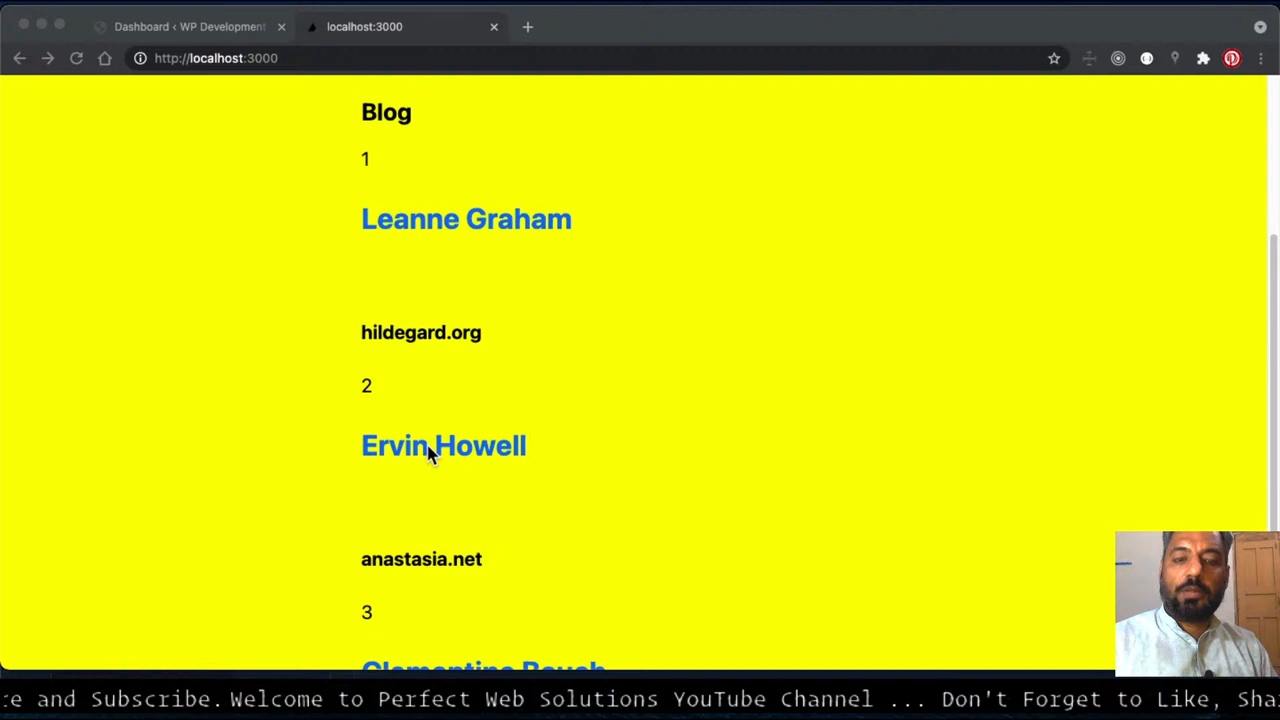 Dashboard ‹ WP Development
localhost:3000
http://localhost:3000
Blog
1
Leanne Graham
hildegard.org
2
Ervin Howell
anastasia.net
3
re and Subscribe. Welcome to Perfect Web Solutions YouTube Channel ... Don't Forget to Like, Sha